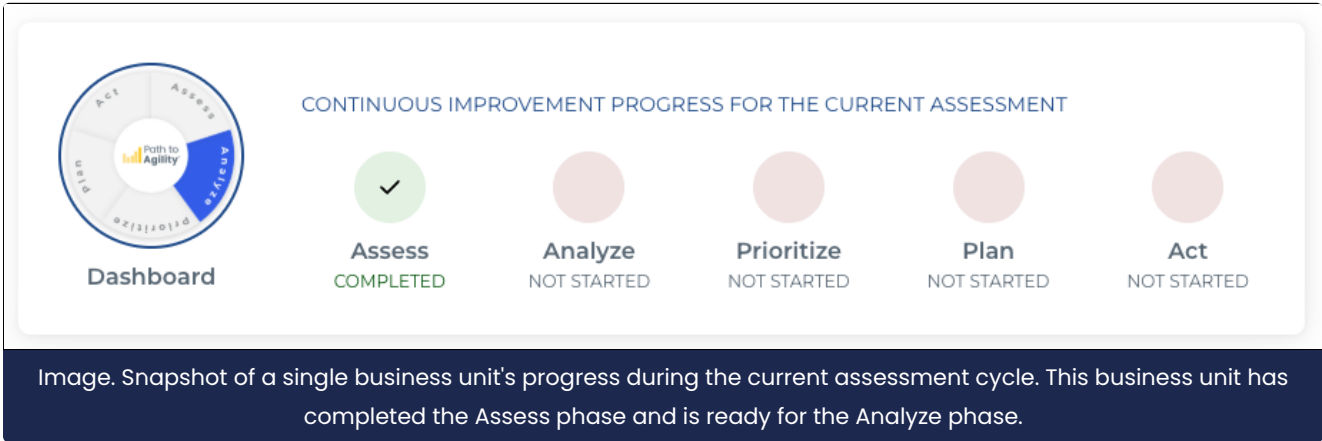 Act
Assess
Analyze
Prioritize
Plan
Path to
Agility
Dashboard
CONTINUOUS IMPROVEMENT PROGRESS FOR THE CURRENT ASSESSMENT
Assess
COMPLETED
Analyze
NOT STARTED
Prioritize
NOT STARTED
Plan
NOT STARTED
Act
NOT STARTED
Image. Snapshot of a single business unit's progress during the current assessment cycle. This business unit has
completed the Assess phase and is ready for the Analyze phase.